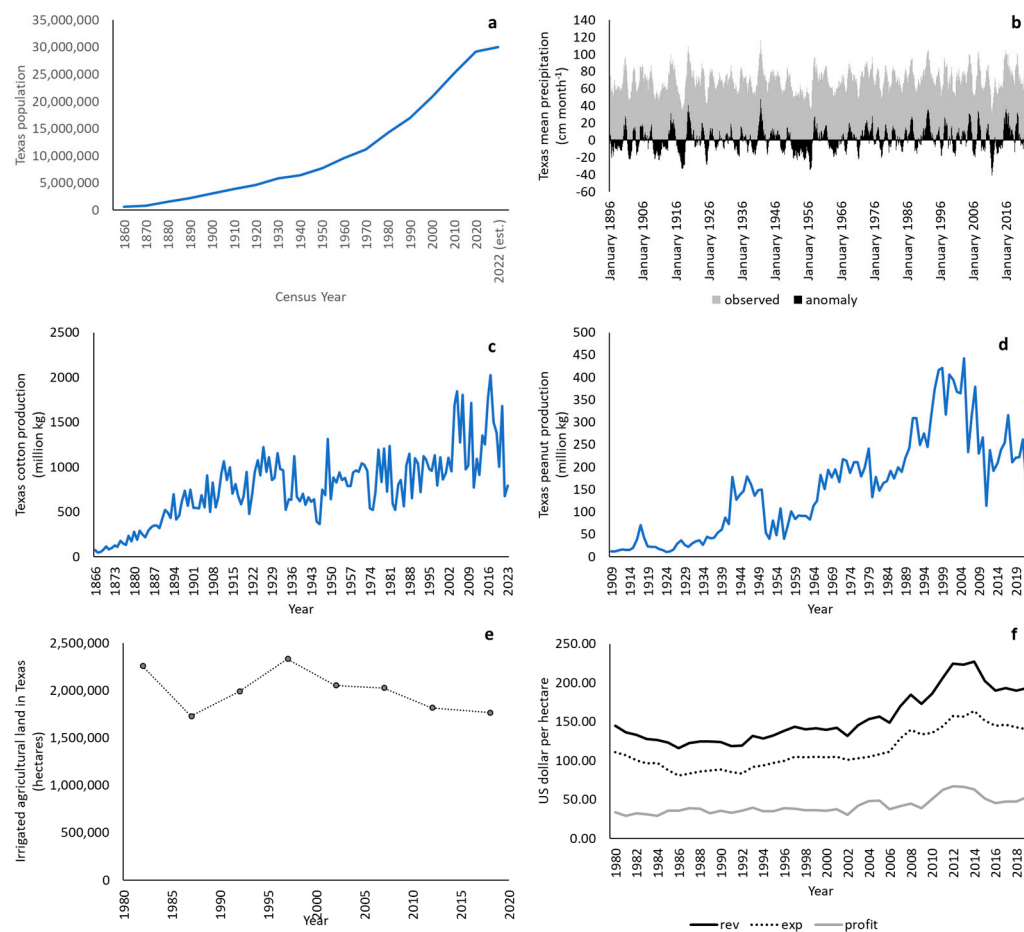 a
35,000,000
30,000,000
25,000,000
20,000,000
15,000,000
10,000,000
5,000,000
0
Texas population
1860 1870 1880 1890 1900 1910 1920 1930 1940 1950 1960 1970 1980 1990 2000 2010 2020 2022 (est.)
Census Year
b
140
120
100
80
60
40
20
0
-20
-40
-60
Texas mean precipitation
(cm month⁻¹)
January 1896
January 1906
January 1916
January 1926
January 1936
January 1946
January 1956
January 1966
January 1976
January 1986
January 1996
January 2006
January 2016
observed anomaly
c
2500
2000
1500
1000
500
0
Texas cotton production
(million kg)
1866 1873 1880 1887 1894 1901 1908 1915 1922 1929 1936 1943 1950 1957 1967 1974 1981 1988 1995 2002 2009 2016 2023
Year
d
500
450
400
350
300
250
200
150
100
50
0
Texas peanut production
(million kg)
1909 1914 1919 1924 1929 1934 1939 1944 1949 1954 1959 1964 1969 1974 1979 1984 1989 1994 1999 2004 2009 2014 2019
Year
e
2,500,000
2,000,000
1,500,000
1,000,000
500,000
0
Irrigated agricultural land in Texas
(hectares)
1980 1985 1990 1995 2000 2005 2010 2015 2020
Year
f
250.00
200.00
150.00
100.00
50.00
0.00
US dollar per hectare
1980 1982 1984 1986 1988 1990 1992 1994 1996 1998 2000 2002 2004 2006 2008 2010 2012 2014 2016 2018
Year
rev exp profit